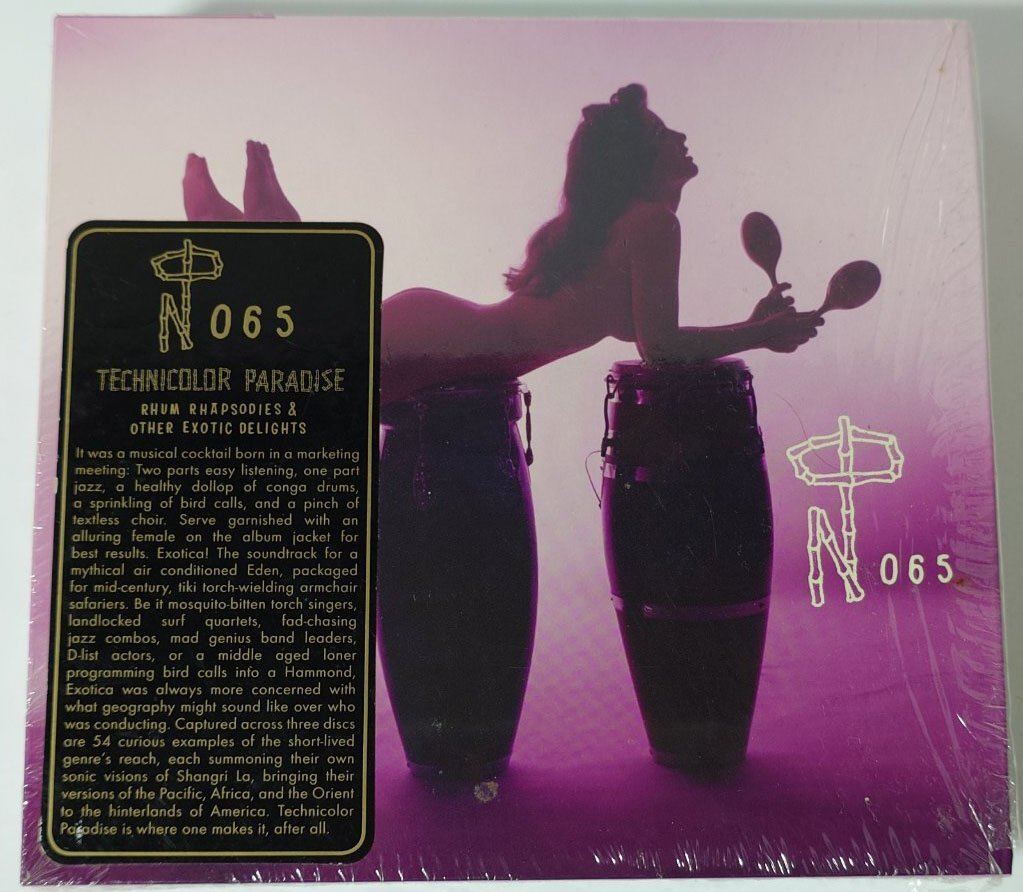 N 065
TECHNICOLOR PARADISE
RHUM RHAPSODIES &
OTHER EXOTIC DELIGHTS
It was a musical cocktail born in a marketing
meeting: Two parts easy listening, one part
jazz, a healthy dollop of conga drums,
a sprinkling of bird calls, and a pinch of
textless choir. Serve garnished with an
alluring female on the album jacket for
best results. Exotica! The soundtrack for a
mythical air conditioned Eden, packaged
for mid-century, tiki torch-wielding armchair
safariers. Be it mosquito-bitten torch singers,
landlocked surf quartets, fad-chasing
jazz combos, mad genius band leaders,
D-list actors, or a middle aged loner
programming bird calls into a Hammond,
Exotica was always more concerned with
what geography might sound like over who
was conducting. Captured across three discs
are 54 curious examples of the short-lived
genre's reach, each summoning their own
sonic visions of Shangri La, bringing their
versions of the Pacific, Africa, and the Orient
to the hinterlands of America. Technicolor
Paradise is where one makes it, after all.
N 065